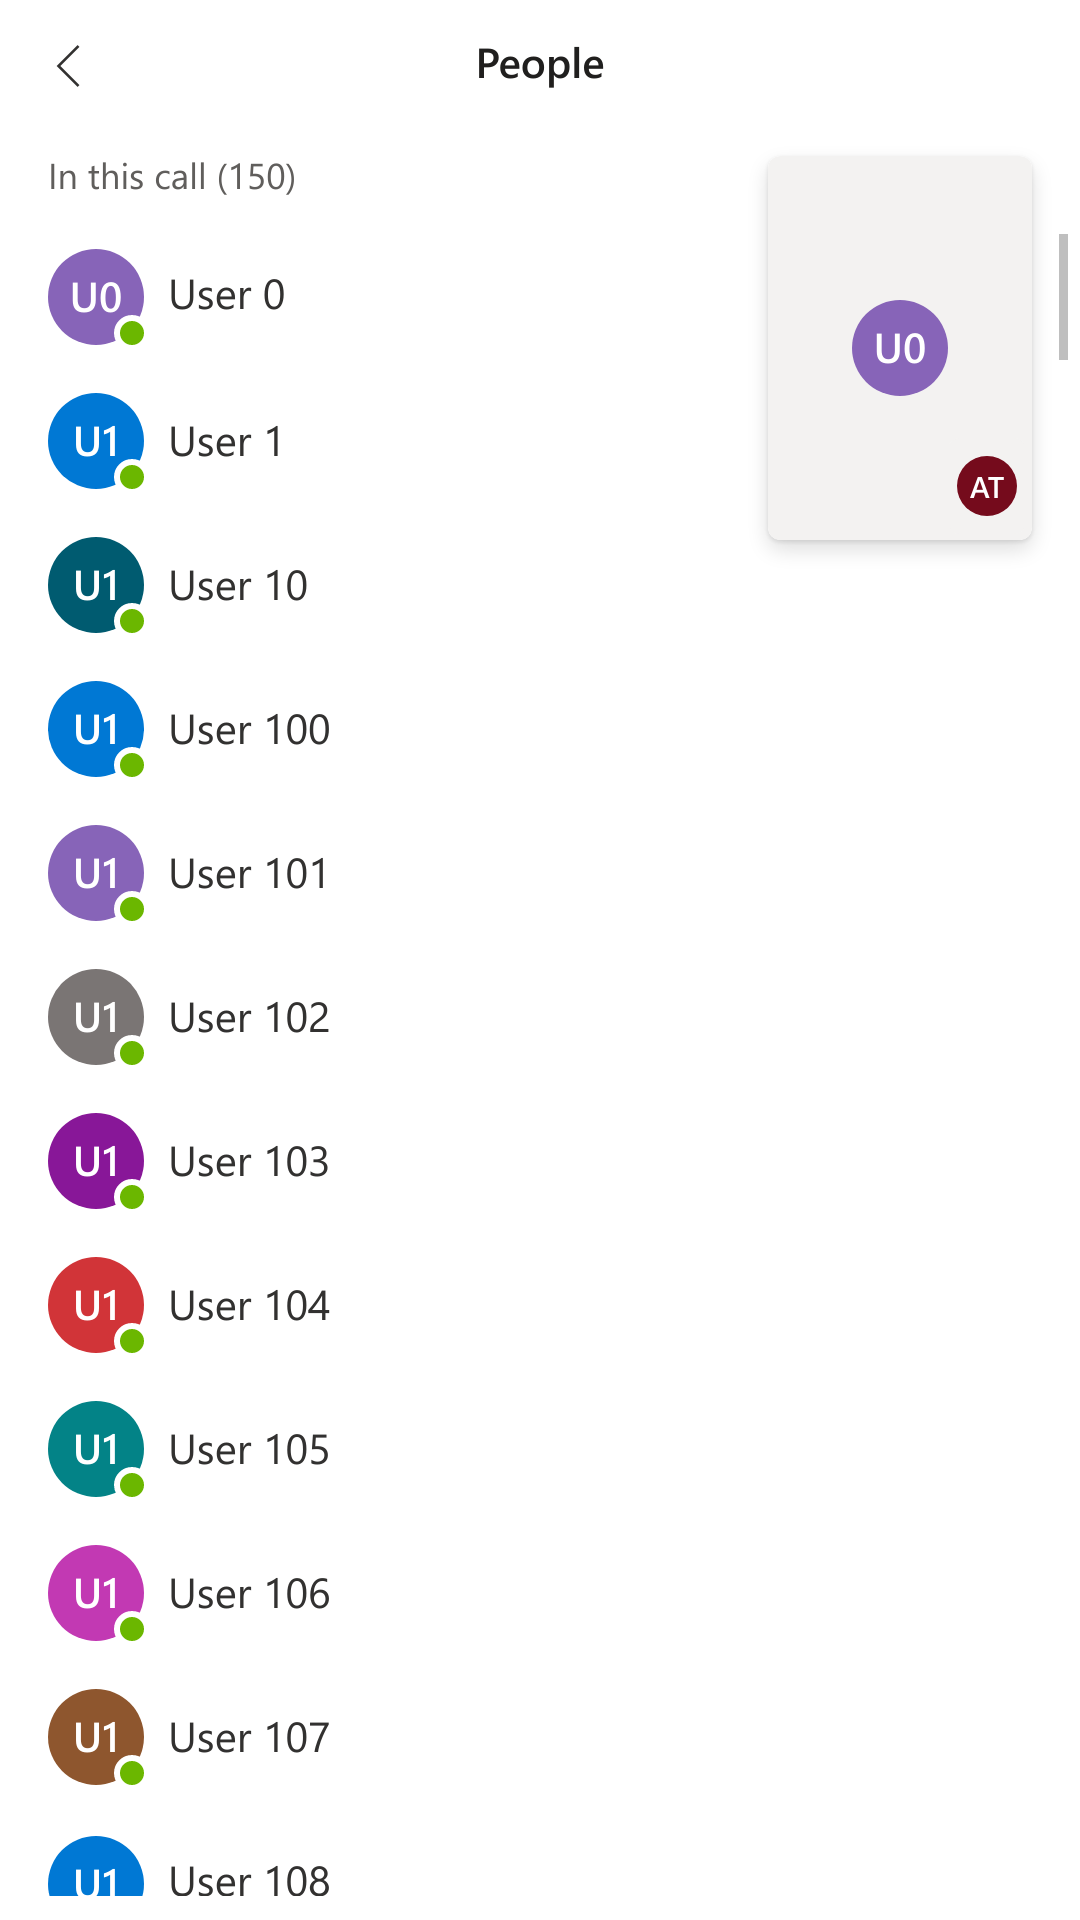 People
In this call (150)
U0 User 0
U1 User 1
U1 User 10
U1 User 100
U1 User 101
U1 User 102
U1 User 103
U1 User 104
U1 User 105
U1 User 106
U1 User 107
U1 User 108
U0
AT